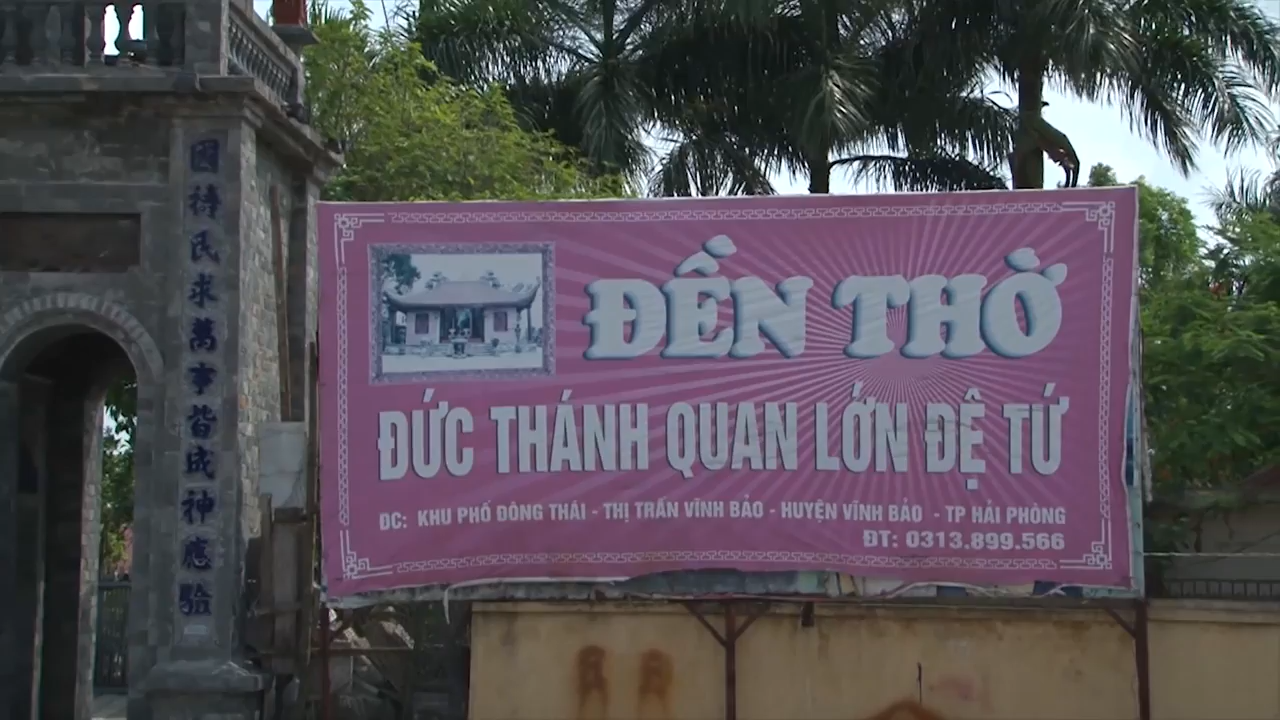 國禱民求萬事皆成神應驗
ĐỀN THỜ
ĐỨC THÁNH QUAN LỚN ĐỆ TỨ
ĐC: KHU PHỐ ĐÔNG THÁI - THỊ TRẤN VĨNH BẢO - HUYỆN VĨNH BẢO - TP HẢI PHÒNG
ĐT: 0313.899.566